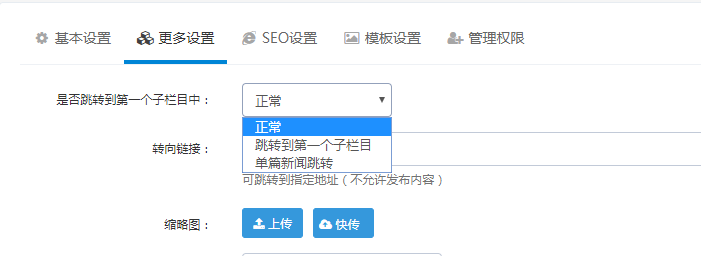 基本设置 更多设置 SEO设置 模板设置 管理权限
是否跳转到第一个子栏目中： 正常
正常
跳转到第一个子栏目
转向链接：
单篇新闻跳转
可跳转到指定地址（不允许发布内容）
缩略图： 上传 快传